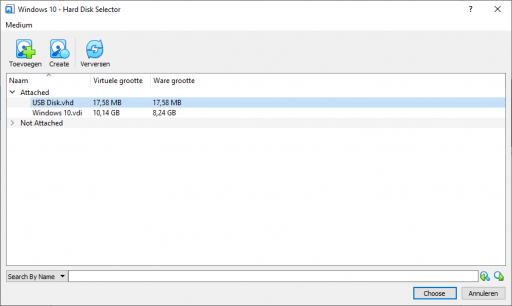 Windows 10 - Hard Disk Selector
Medium
Toevoegen Create Verversen
Naam Virtuele grootte Ware grootte
Attached
USB Disk.vhd 17,58 MB 17,58 MB
Windows 10.vdi 10,14 GB 8,24 GB
Not Attached
Search By Name
Choose Annuleren